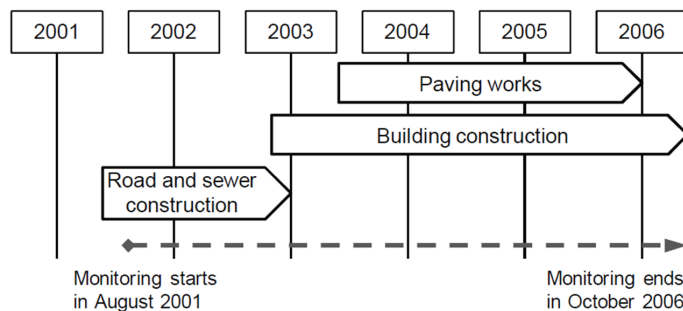 2001 2002 2003 2004 2005 2006
Paving works
Building construction
Road and sewer
construction
Monitoring starts
in August 2001
Monitoring ends
in October 2006